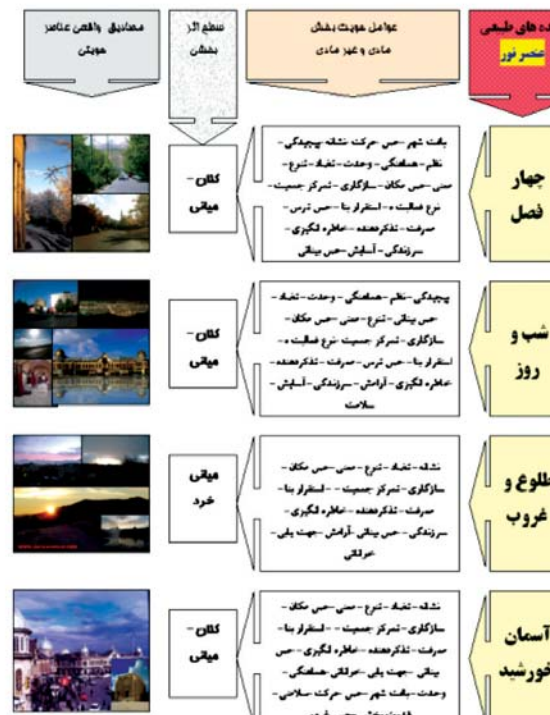 ده های طبیعی
عنصر نور
عوامل هویت بخش
مادی و غیر مادی
سطح اثر
بخشی
مصادیق واقعی عناصر
هویتی
چهار
فصل
بافت شهر -حس حرکت نشانه پیچیدگی-
نظم-هماهنگی-وحدت-تضاد-تنوع-
معنی-حس مکان-سازگاری-تمرکز جمعیت-
نوع فعالیت ه-استقرار بنا-حس ترس-
معرفت-تذکردهنده-خاطره انگیزی-
سرزندگی-آسایش-حس بینائی
کلان-
میانی
شب و
روز
پیچیدگی-نظم-هماهنگی-وحدت-تضاد-
حس بینائی-تنوع-معنی-حس مکان-
سازگاری-تمرکز جمعیت-نوع فعالیت ه-
استقرار بنا-حس ترس-معرفت-تذکردهنده-
خاطره انگیزی-آرامش-سرزندگی-آسایش-
سلامت
کلان-
میانی
طلوع و
غروب
نشانه-تضاد-تنوع-معنی-حس مکان-
سازگاری-تمرکز جمعیت--استقرار بنا-
معرفت-تذکردهنده-خاطره انگیزی-
سرزندگی-حس بینائی-آرامش-جهت یابی-
خوانائی
میانی
خرد
آسمان
خورشید
نشانه-تضاد-تنوع-معنی-حس مکان-
سازگاری-تمرکز جمعیت--استقرار بنا-
معرفت-تذکردهنده-خاطره انگیزی-حس
بینائی-جهت یابی-خوانائی هماهنگی-
وحدت-بافت شهر-حس حرکت-سلامتی-
کلان-
میانی